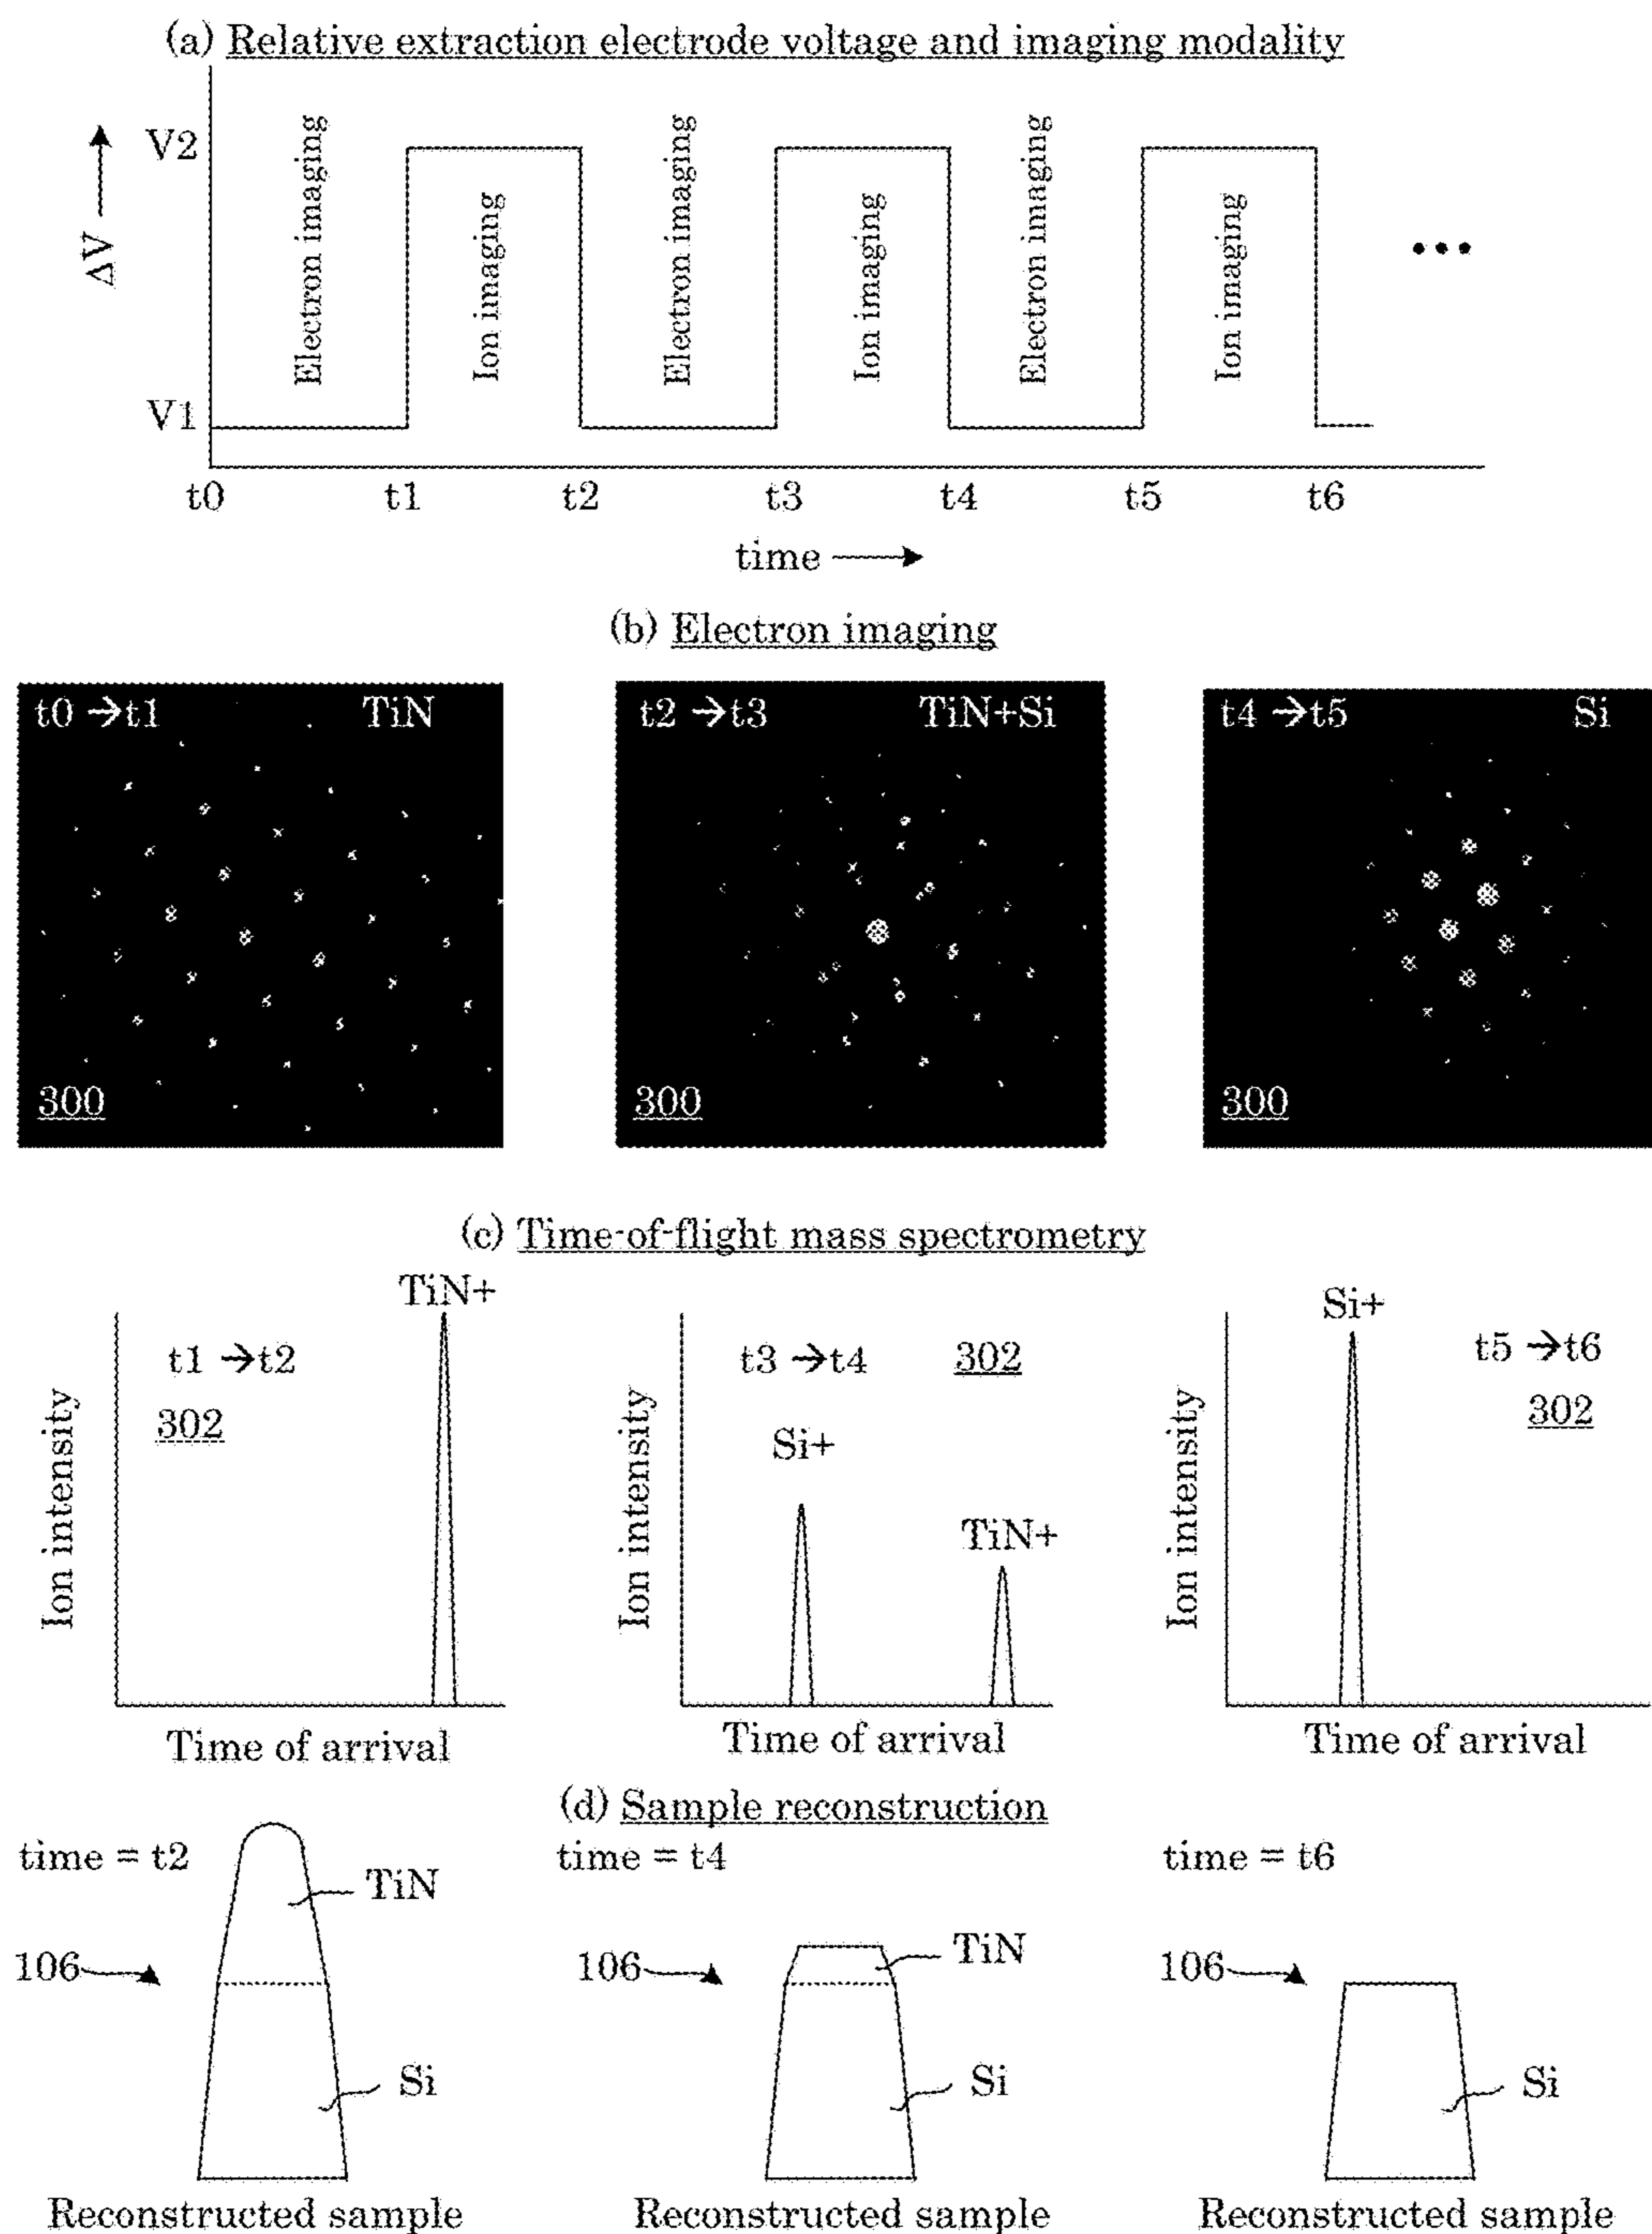 (a) Relative extraction electrode voltage and imaging modality
V2
V1
ΔV
Electron imaging
Ion imaging
Electron imaging
Ion imaging
Electron imaging
Ion imaging
•••
t0 t1 t2 t3 t4 t5 t6
time
(b) Electron imaging
t0 →t1 TiN
300
t2 →t3 TiN+Si
300
t4 →t5 Si
300
(c) Time-of-flight mass spectrometry
TiN+
t1 →t2
302
Ion intensity
Time of arrival
t3 →t4 302
Si+
TiN+
Ion intensity
Time of arrival
Si+
t5 →t6
302
Ion intensity
Time of arrival
(d) Sample reconstruction
time = t2
TiN
106
Si
Reconstructed sample
time = t4
TiN
106
Si
Reconstructed sample
time = t6
106
Si
Reconstructed sample